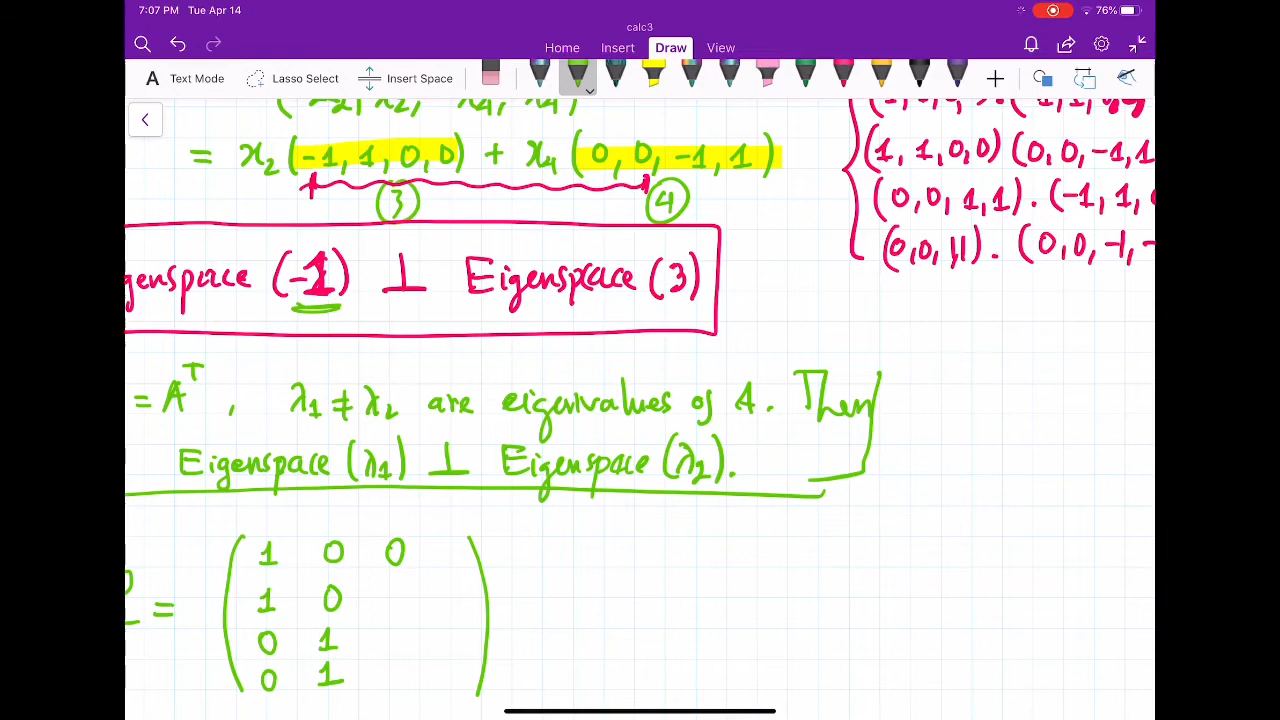 7:07 PM Tue Apr 14
76%
calc3
Home Insert Draw View
A Text Mode Lasso Select Insert Space
= x₂ (-1, 1, 0, 0) + x₄ (0, 0, -1, 1)
(3) (4)
genspace (-1) ⊥ Eigenspace (3)
(1, 1, 0, 0) (0, 0, -1, 1
(0, 0, 1, 1) . (-1, 1, 0
(0, 0, 1, 1) . (0, 0, -1, -
= Aᵀ , λ₁ ≠ λ₂ are eigenvalues of A. Then
Eigenspace (λ₁) ⊥ Eigenspace (λ₂).
1 0 0
= 1 0
0 1
0 1